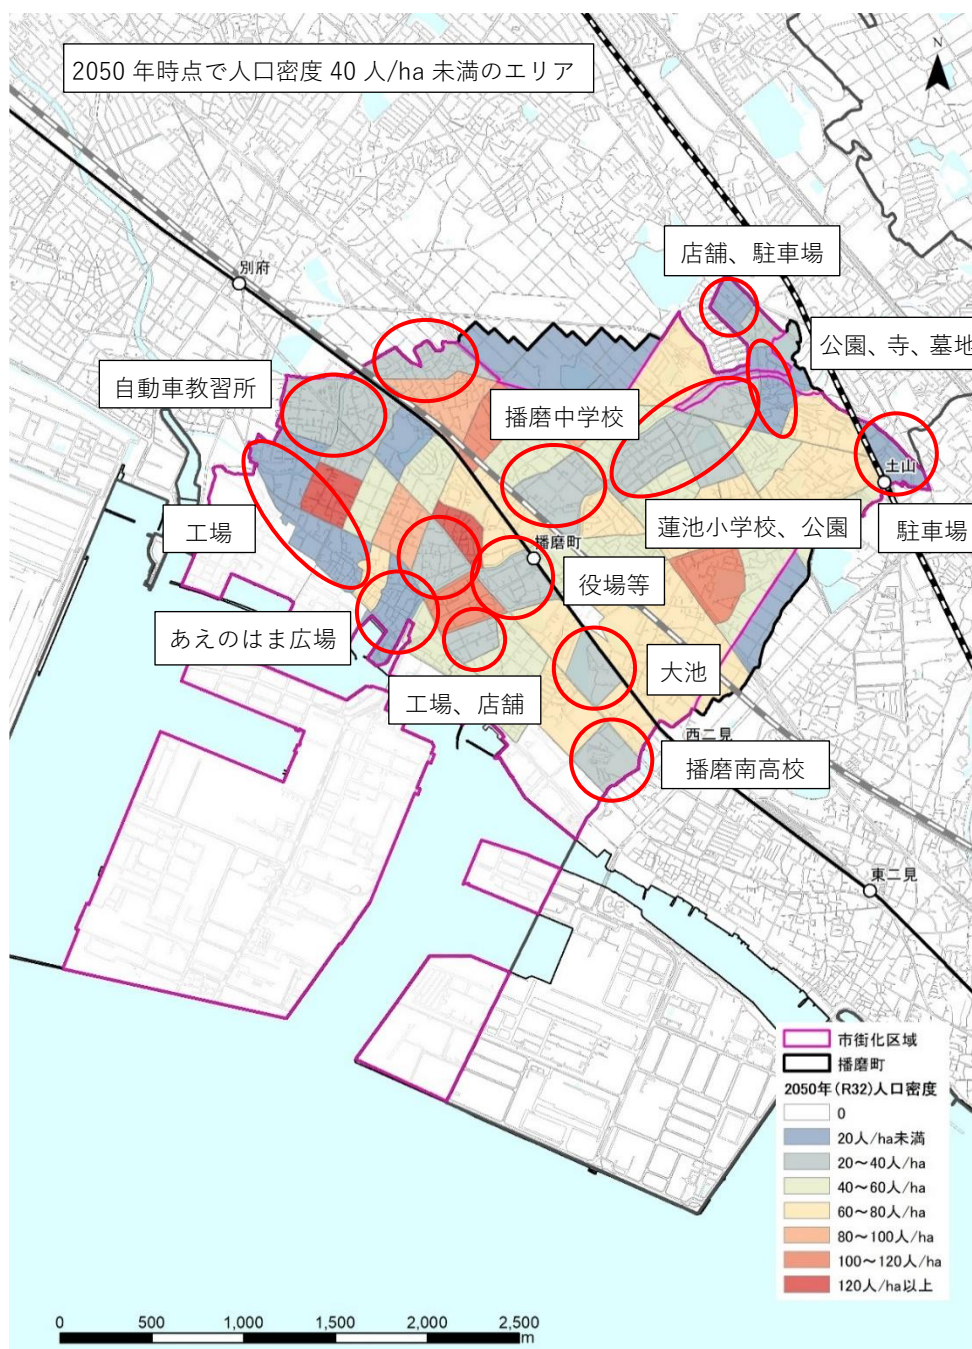 2050 年時点で人口密度 40 人/ha 未満のエリア
N
店舗、駐車場
別府
公園、寺、墓地
自動車教習所
播磨中学校
土山
工場
蓮池小学校、公園
駐車場
播磨町
役場等
あえのはま広場
大池
工場、店舗
西二見
播磨南高校
東二見
市街化区域
播磨町
2050年(R32)人口密度
0
20人/ha未満
20～40人/ha
40～60人/ha
60～80人/ha
80～100人/ha
100～120人/ha
120人/ha以上
0 500 1,000 1,500 2,000 2,500
m